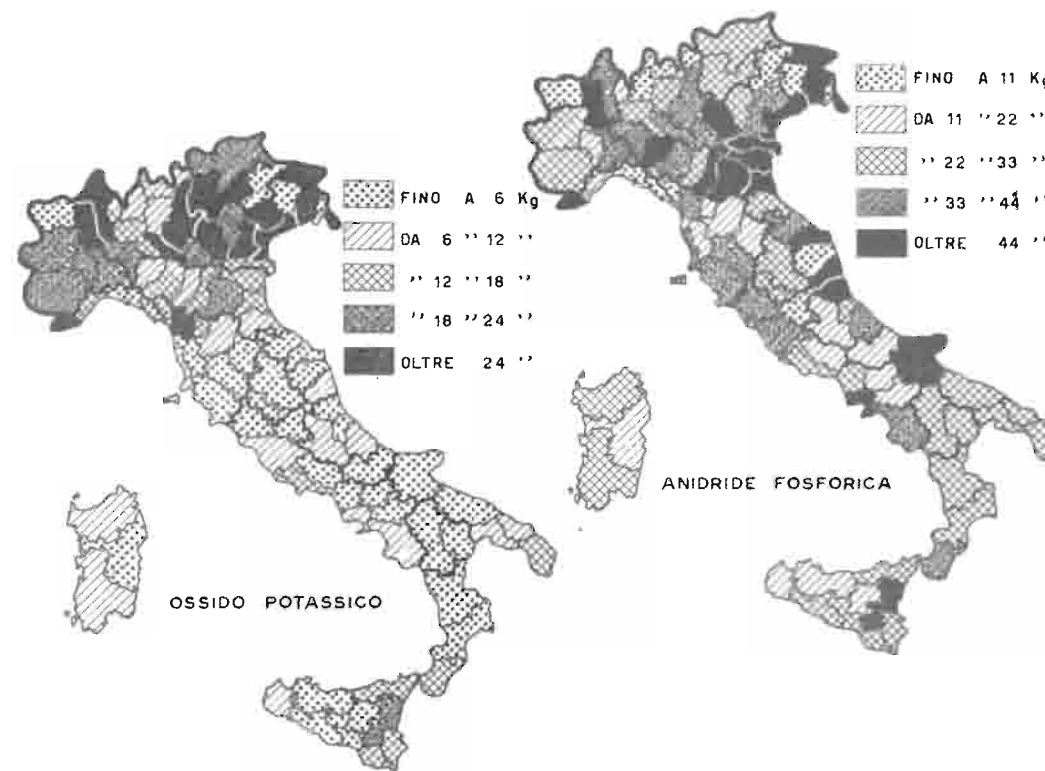 FINO A 11 Kg
DA 11 " 22 "
" 22 " 33 "
" 33 " 44 "
OLTRE 44 "
ANIDRIDE FOSFORICA
FINO A 6 Kg
DA 6 " 12 "
" 12 " 18 "
" 18 " 24 "
OLTRE 24 "
OSSIDO POTASSICO